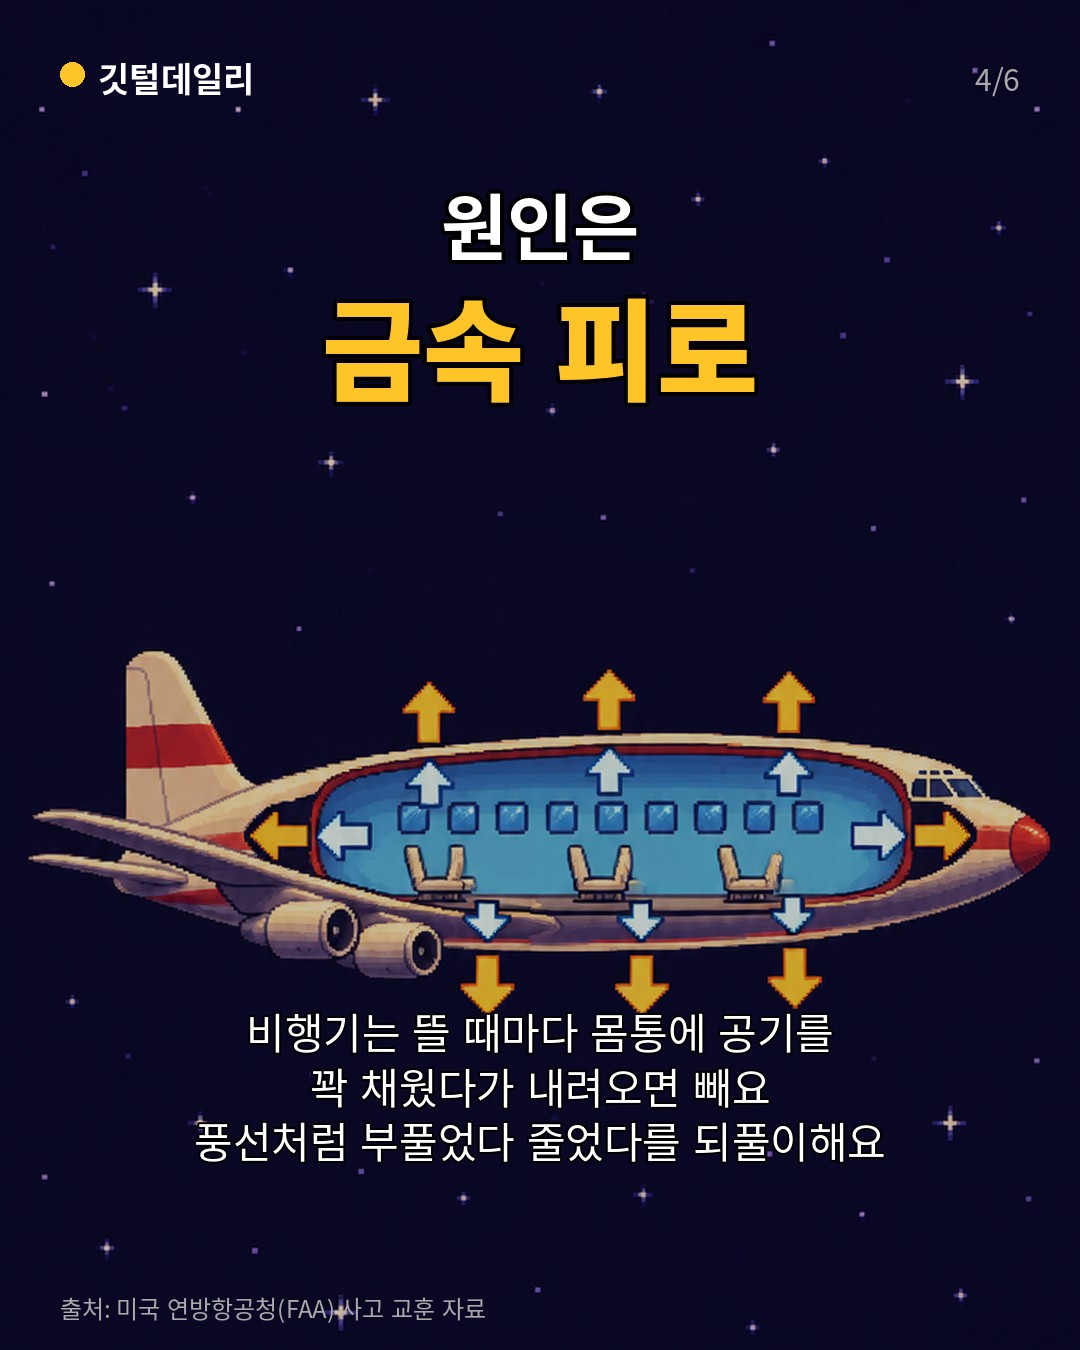 깃털데일리
4/6
원인은
금속 피로
비행기는 뜰 때마다 몸통에 공기를
꽉 채웠다가 내려오면 빼요
풍선처럼 부풀었다 줄었다를 되풀이해요
출처: 미국 연방항공청(FAA) 사고 교훈 자료